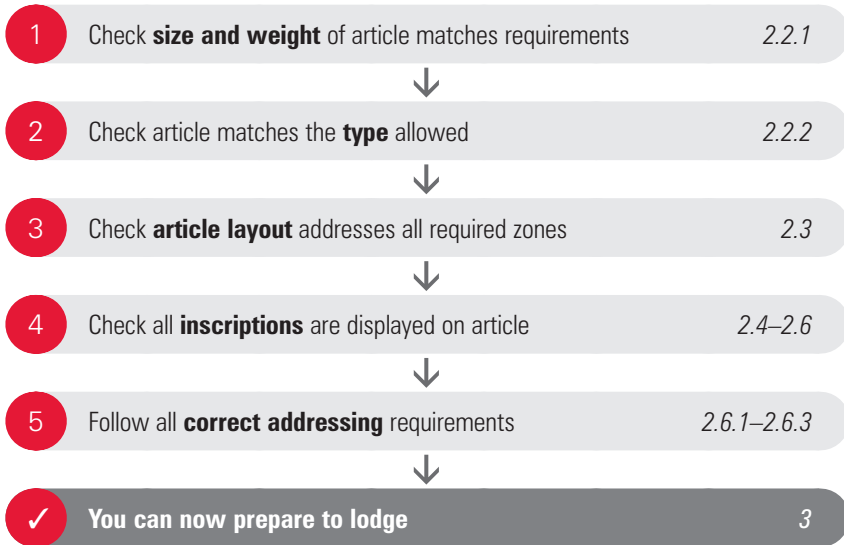 1 Check size and weight of article matches requirements 2.2.1
2 Check article matches the type allowed 2.2.2
3 Check article layout addresses all required zones 2.3
4 Check all inscriptions are displayed on article 2.4–2.6
5 Follow all correct addressing requirements 2.6.1–2.6.3
✓ You can now prepare to lodge 3